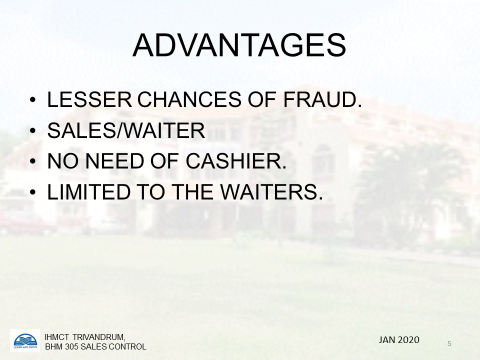 ADVANTAGES
• LESSER CHANCES OF FRAUD.
• SALES/WAITER
• NO NEED OF CASHIER.
• LIMITED TO THE WAITERS.
IHMCT TRIVANDRUM,
BHM 305 SALES CONTROL
JAN 2020
5